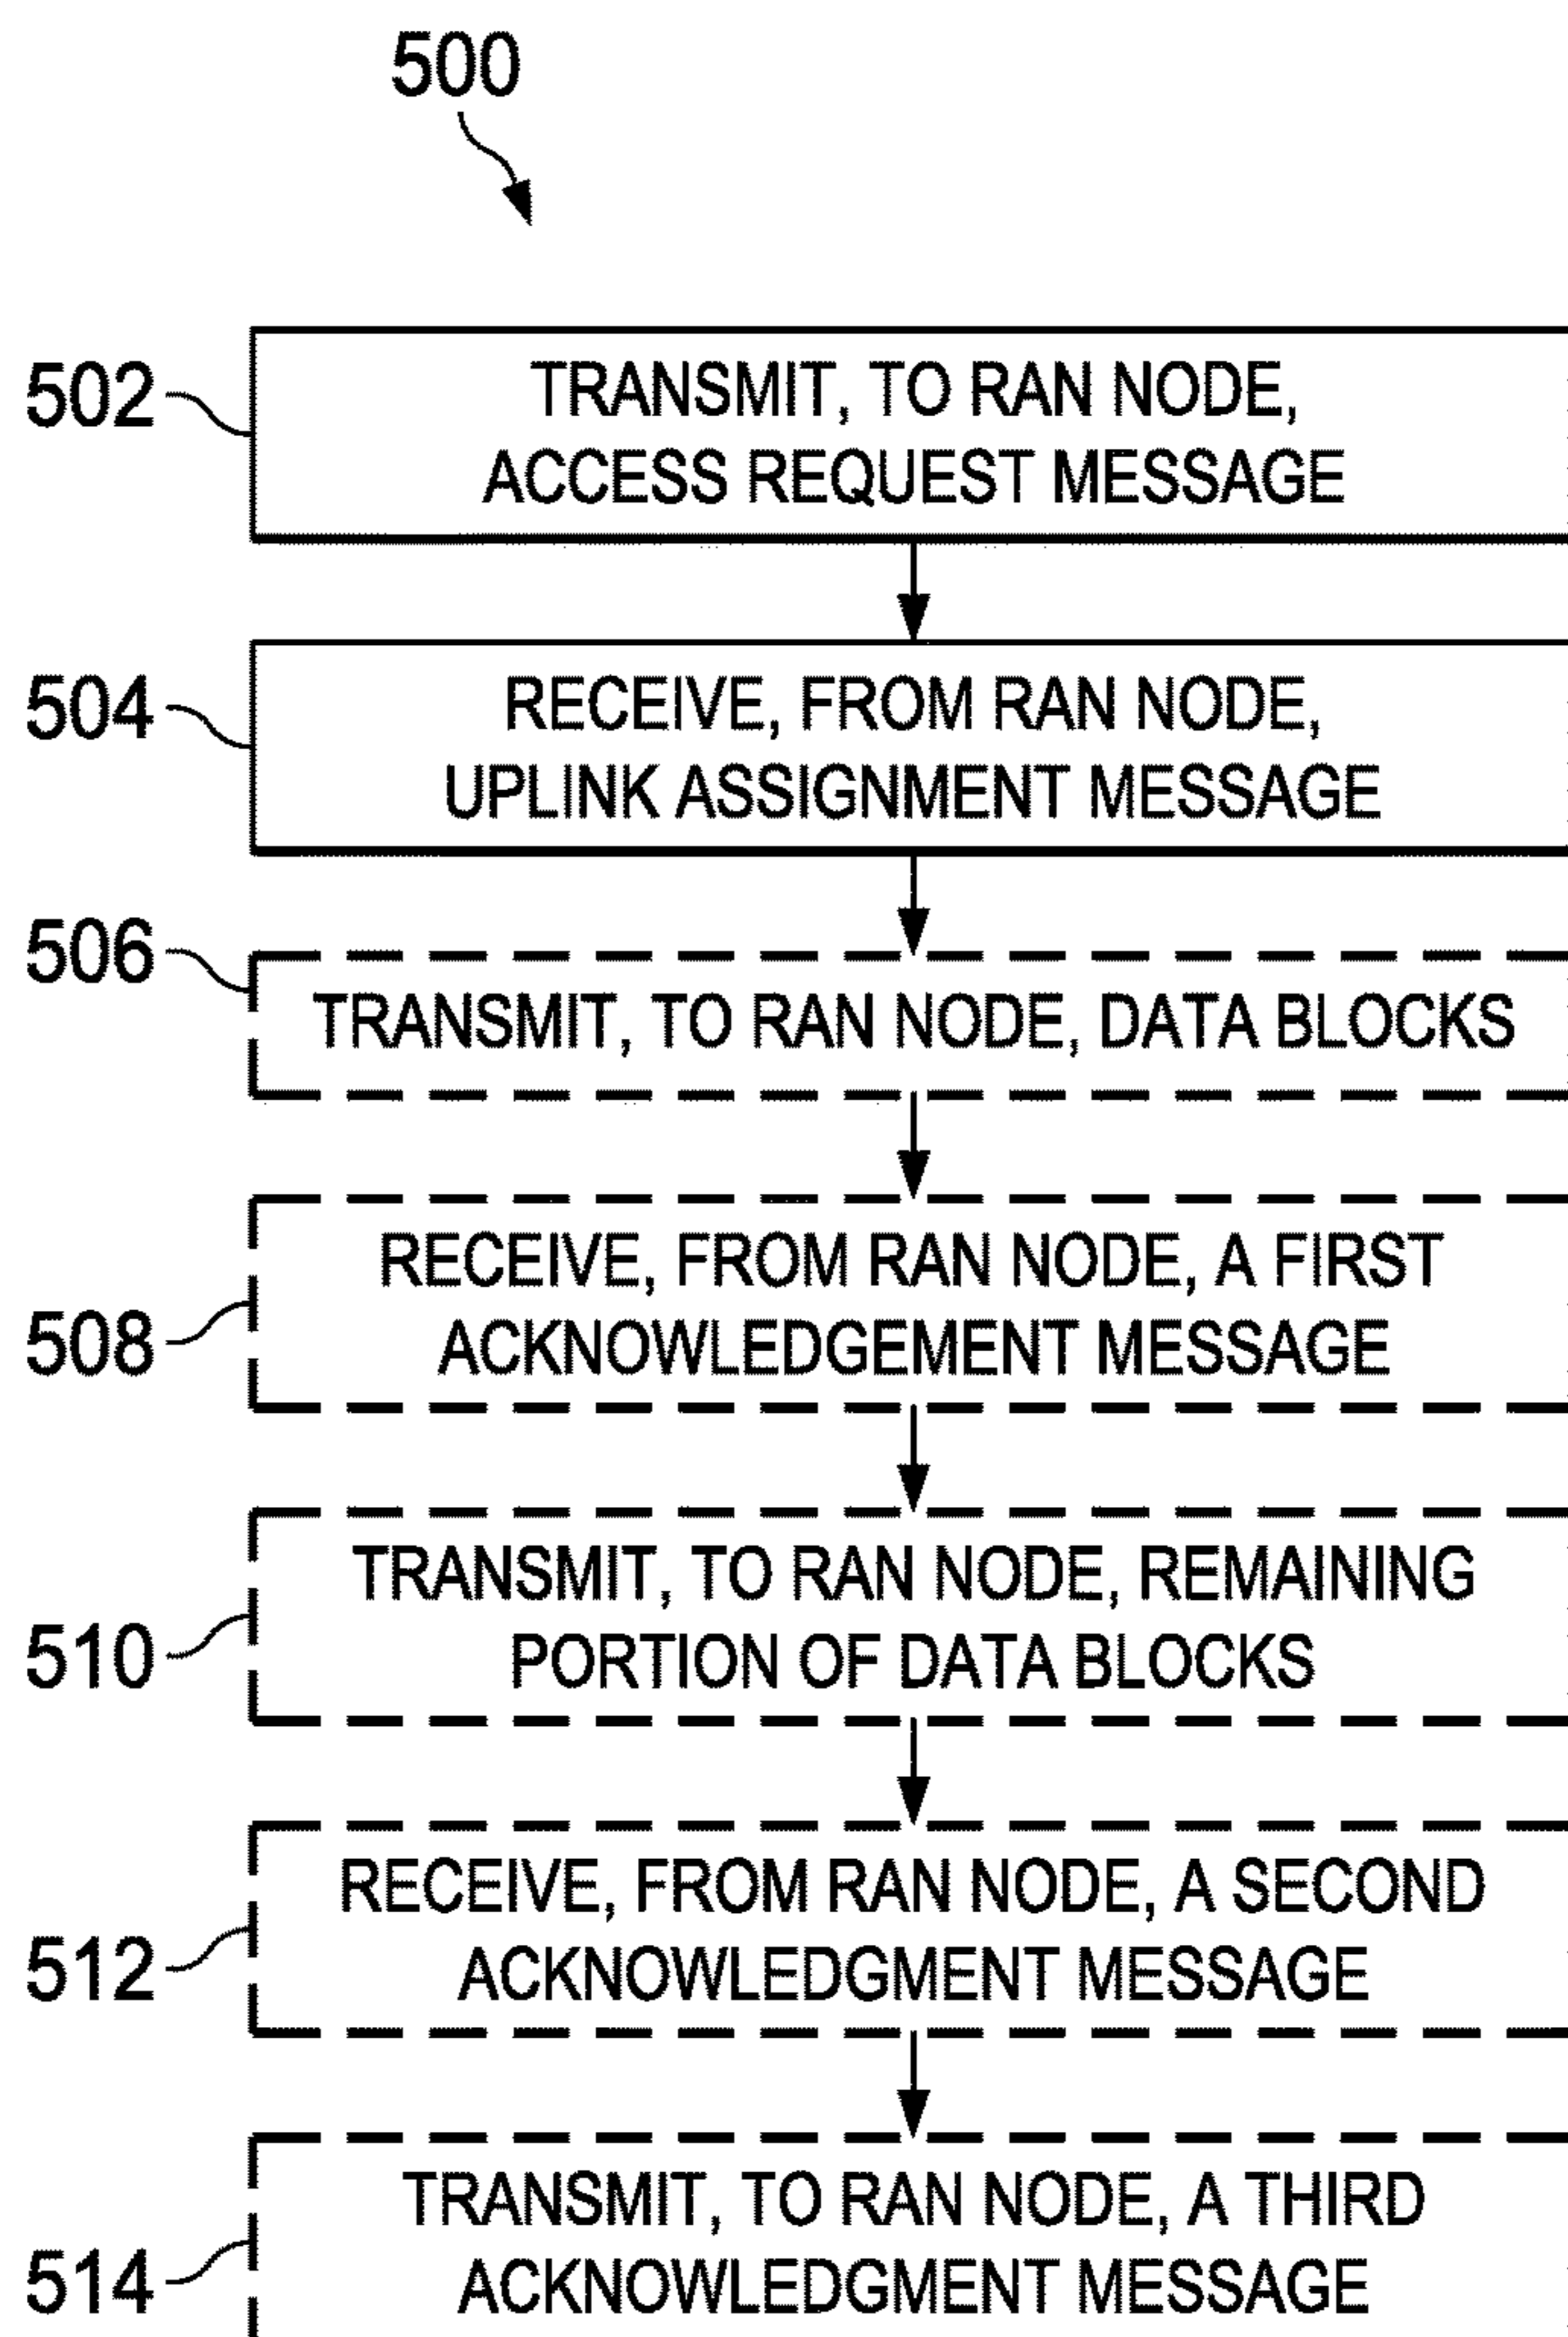 500
502
TRANSMIT, TO RAN NODE,
ACCESS REQUEST MESSAGE
504
RECEIVE, FROM RAN NODE,
UPLINK ASSIGNMENT MESSAGE
506
TRANSMIT, TO RAN NODE, DATA BLOCKS
508
RECEIVE, FROM RAN NODE, A FIRST
ACKNOWLEDGEMENT MESSAGE
510
TRANSMIT, TO RAN NODE, REMAINING
PORTION OF DATA BLOCKS
512
RECEIVE, FROM RAN NODE, A SECOND
ACKNOWLEDGMENT MESSAGE
514
TRANSMIT, TO RAN NODE, A THIRD
ACKNOWLEDGMENT MESSAGE